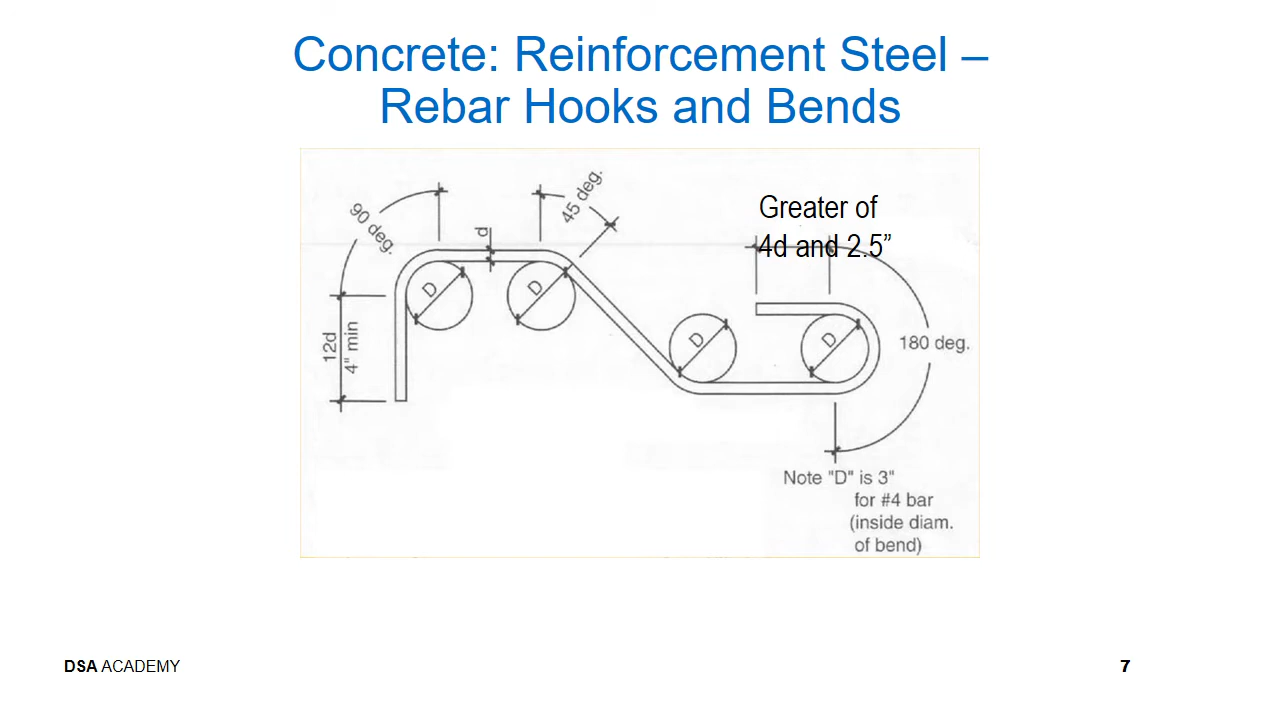 Concrete: Reinforcement Steel –
Rebar Hooks and Bends
90 deg.
d
45 deg.
Greater of
4d and 2.5”
D
D
D
D
12d
4" min
180 deg.
Note "D" is 3"
for #4 bar
(inside diam.
of bend)
DSA ACADEMY
7